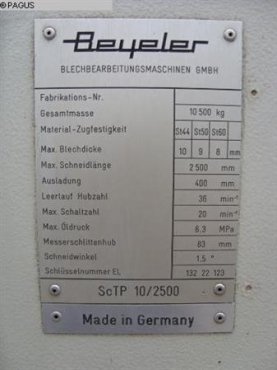 ©PAGUS
Beyeler
BLECHBEARBEITUNGSMASCHINEN GMBH
Fabrikations-Nr.
Gesamtmasse 10 500 kg
Material-Zugfestigkeit St44 St50 St60
Max. Blechdicke 10 9 8 mm
Max. Schneidlänge 2 500 mm
Ausladung 400 mm
Leerlauf Hubzahl 36 min⁻¹
Max. Schaltzahl 20 min⁻¹
Max. Öldruck 6.3 MPa
Messerschlittenhub 83 mm
Schneidwinkel 1.5 °
Schlüsselnummer EL 132 22 123
ScTP 10/2500
Made in Germany